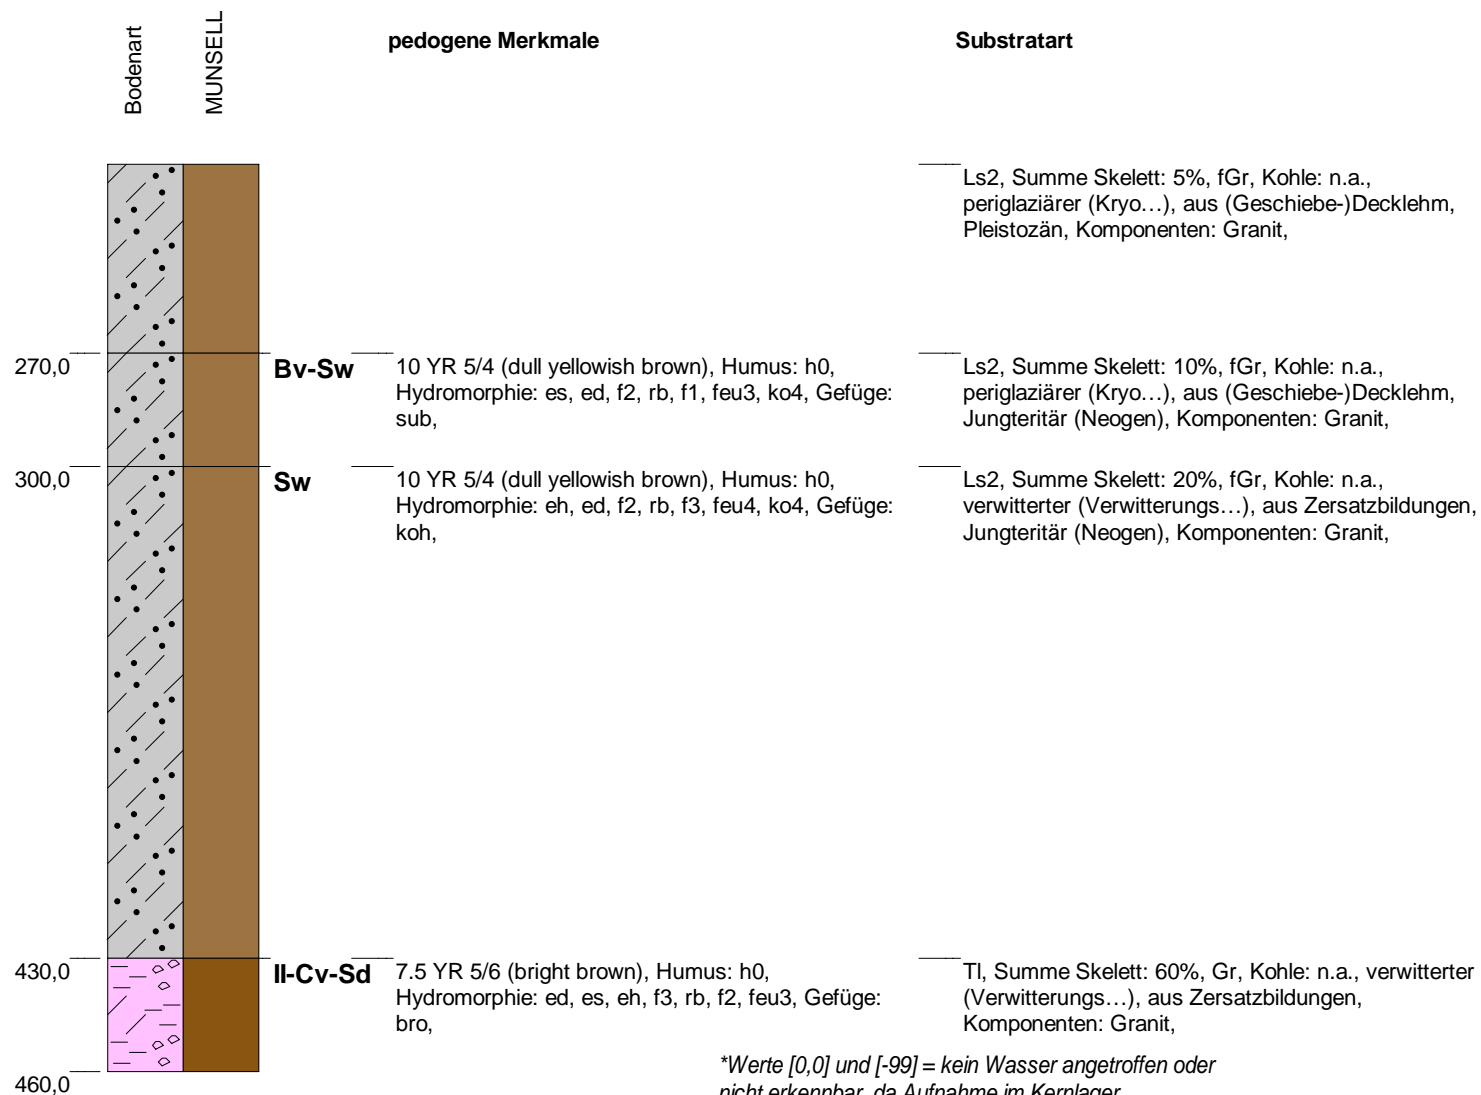 Bodenart
MUNSELL
pedogene Merkmale
Substratart
Ls2, Summe Skelett: 5%, fGr, Kohle: n.a.,
periglaziärer (Kryo…), aus (Geschiebe-)Decklehm,
Pleistozän, Komponenten: Granit,
270,0
Bv-Sw
10 YR 5/4 (dull yellowish brown), Humus: h0,
Hydromorphie: es, ed, f2, rb, f1, feu3, ko4, Gefüge:
sub,
Ls2, Summe Skelett: 10%, fGr, Kohle: n.a.,
periglaziärer (Kryo…), aus (Geschiebe-)Decklehm,
Jungteritär (Neogen), Komponenten: Granit,
300,0
Sw
10 YR 5/4 (dull yellowish brown), Humus: h0,
Hydromorphie: eh, ed, f2, rb, f3, feu4, ko4, Gefüge:
koh,
Ls2, Summe Skelett: 20%, fGr, Kohle: n.a.,
verwitterter (Verwitterungs…), aus Zersatzbildungen,
Jungteritär (Neogen), Komponenten: Granit,
430,0
II-Cv-Sd
7.5 YR 5/6 (bright brown), Humus: h0,
Hydromorphie: ed, es, eh, f3, rb, f2, feu3, Gefüge:
bro,
Tl, Summe Skelett: 60%, Gr, Kohle: n.a., verwitterter
(Verwitterungs…), aus Zersatzbildungen,
Komponenten: Granit,
460,0
*Werte [0,0] und [-99] = kein Wasser angetroffen oder
nicht erkennbar, da Aufnahme im Kernlager